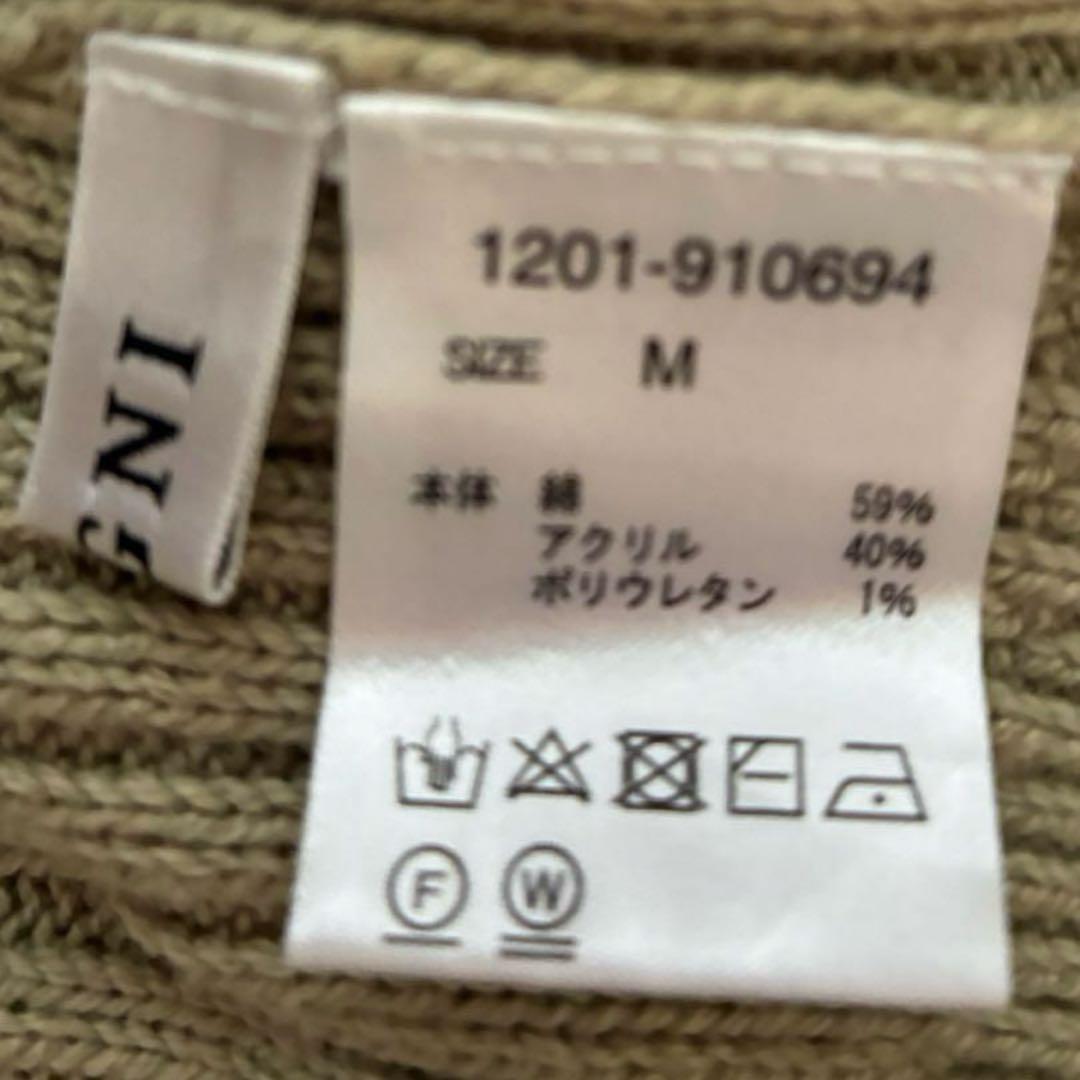 GNI
1201-910694
SIZE M
本体 綿 59%
アクリル 40%
ポリウレタン 1%
F W